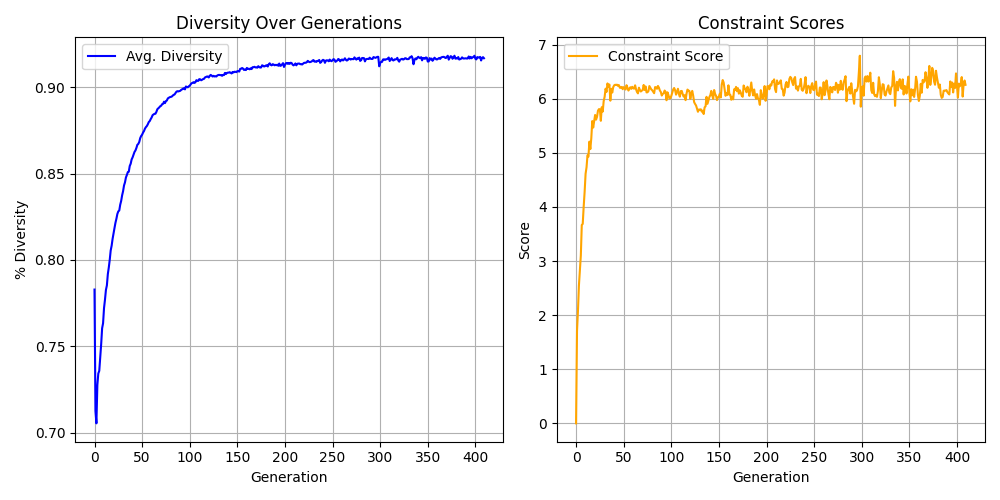 Diversity Over Generations
Avg. Diversity
% Diversity
0.90
0.85
0.80
0.75
0.70
0 50 100 150 200 250 300 350 400
Generation
Constraint Scores
Constraint Score
Score
7
6
5
4
3
2
1
0
0 50 100 150 200 250 300 350 400
Generation